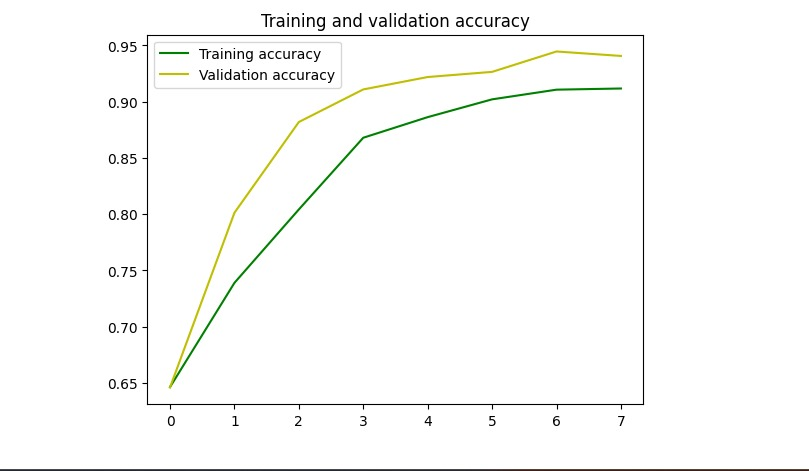 Training and validation accuracy
0.95
Training accuracy
Validation accuracy
0.90
0.85
0.80
0.75
0.70
0.65
0 1 2 3 4 5 6 7